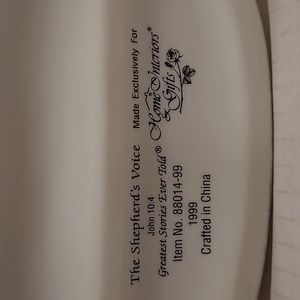 The Shepherd's Voice
John 10:4
Greatest Stories Ever Told®
Item No. 88014-99
1999
Crafted in China
Made Exclusively For
Home Interiors®
& Gifts